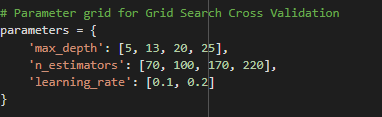 # Parameter grid for Grid Search Cross Validation
parameters = {
    'max_depth': [5, 13, 20, 25],
    'n_estimators': [70, 100, 170, 220],
    'learning_rate': [0.1, 0.2]
}